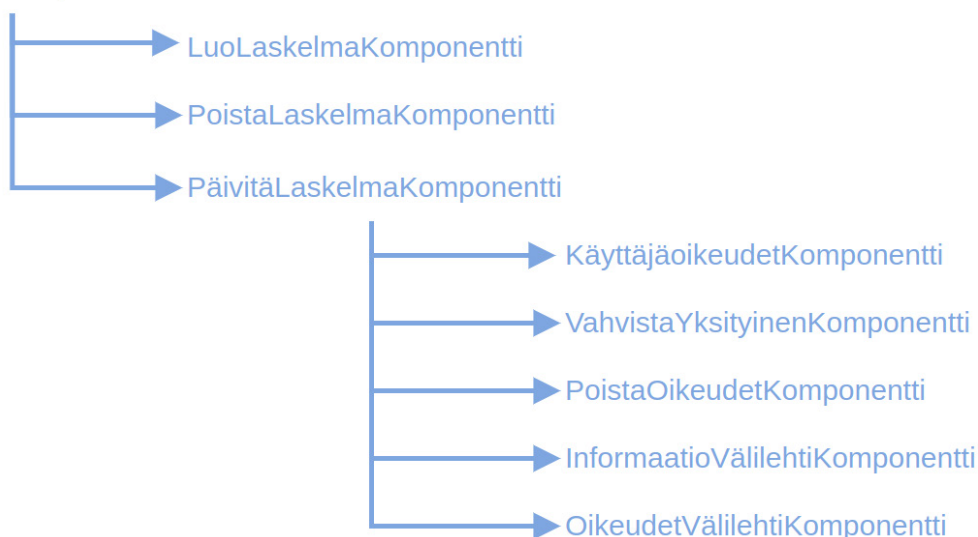 LuoLaskelmaKomponentti
PoistaLaskelmaKomponentti
PäivitäLaskelmaKomponentti
KäyttäjäoikeudetKomponentti
VahvistaYksityinenKomponentti
PoistaOikeudetKomponentti
InformaatioVälilehtiKomponentti
OikeudetVälilehtiKomponentti